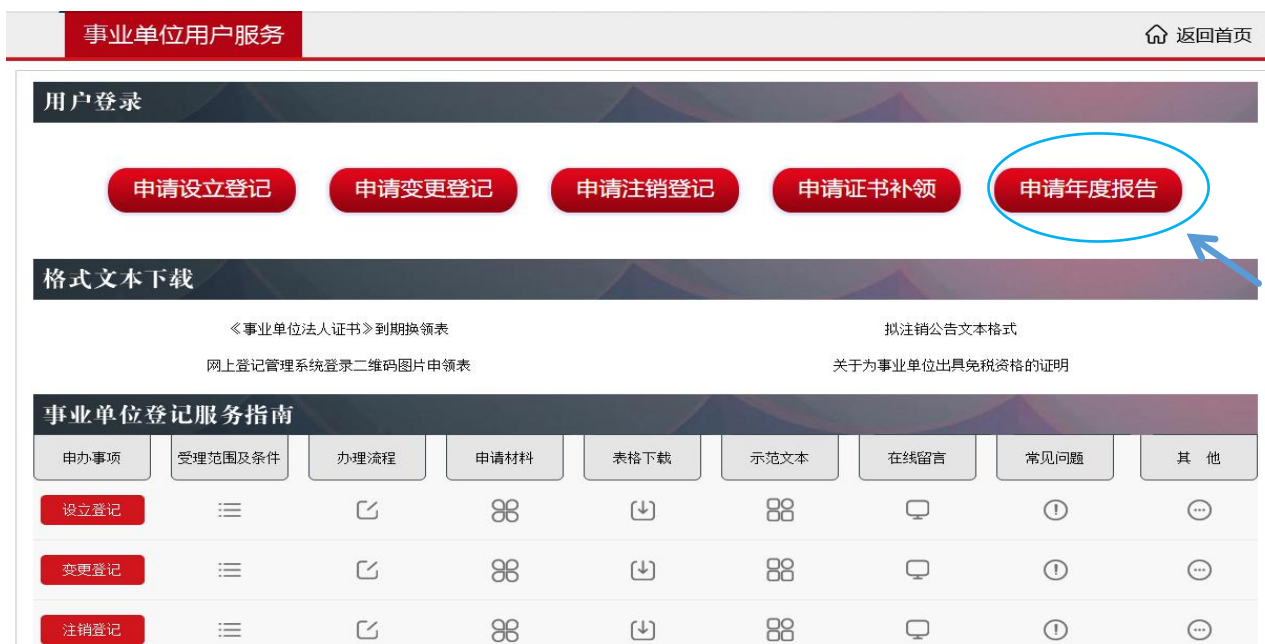 事业单位用户服务 返回首页
用户登录
申请设立登记 申请变更登记 申请注销登记 申请证书补领 申请年度报告
格式文本下载
《事业单位法人证书》到期换领表 拟注销公告文本格式
网上登记管理系统登录二维码图片申领表 关于为事业单位出具免税资格的证明
事业单位登记服务指南
申办事项 受理范围及条件 办理流程 申请材料 表格下载 示范文本 在线留言 常见问题 其 他
设立登记
变更登记
注销登记